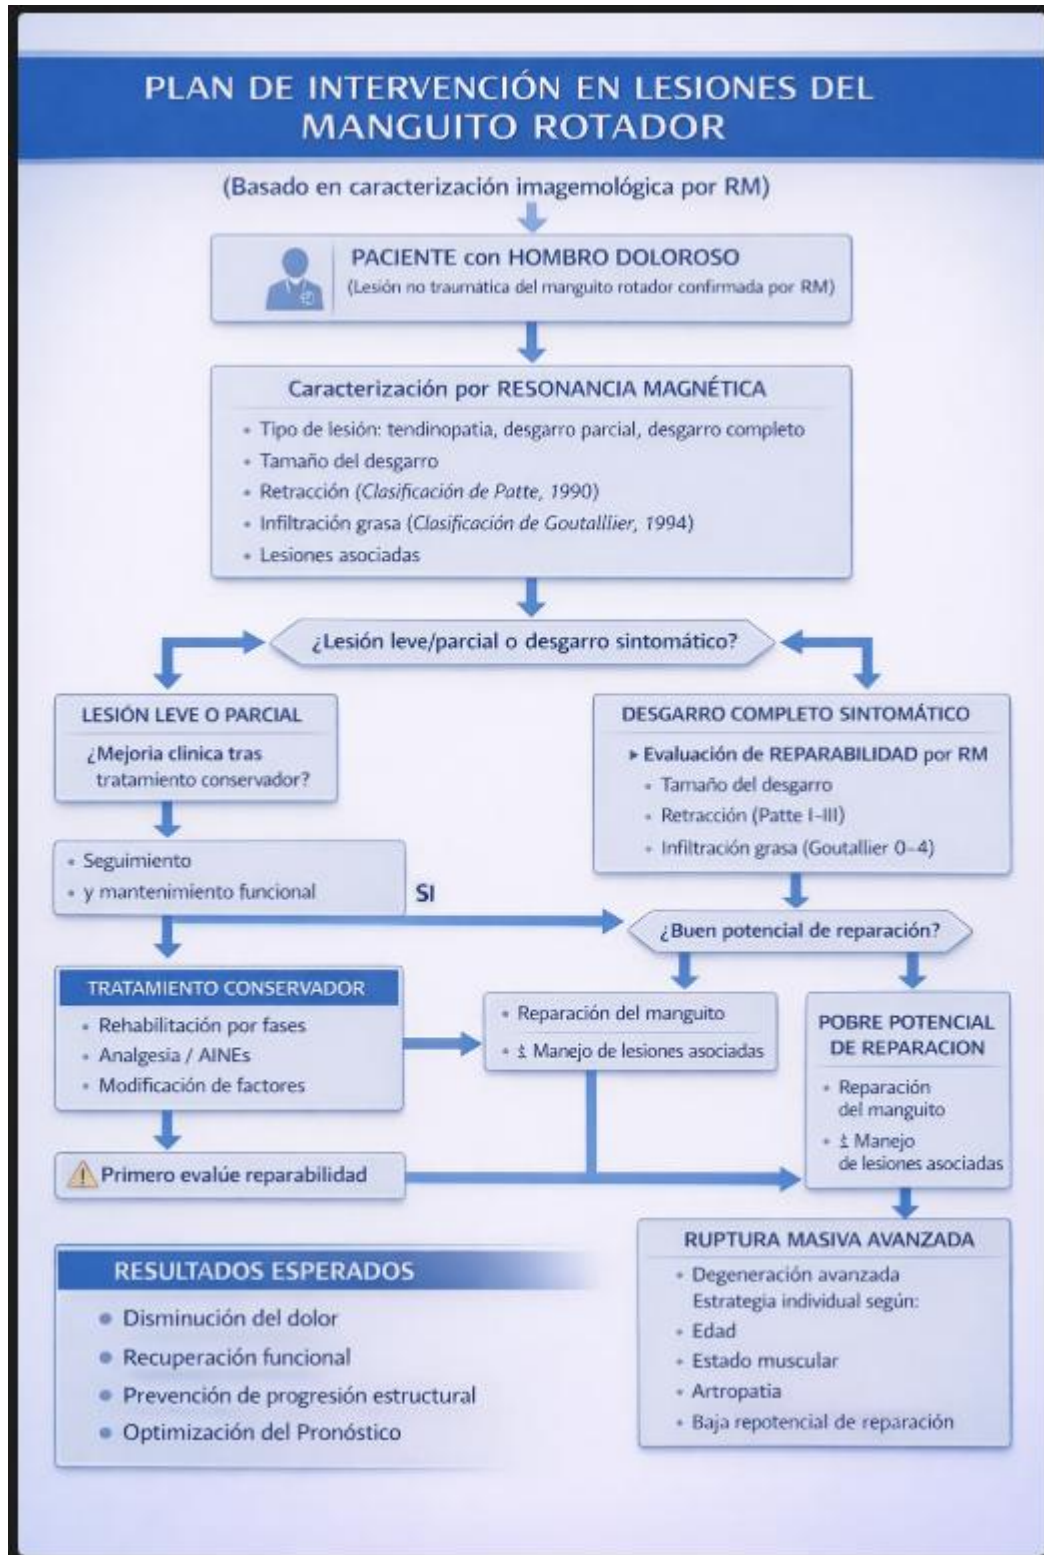 PLAN DE INTERVENCIÓN EN LESIONES DEL
MANGUITO ROTADOR
(Basado en caracterización imagemológica por RM)
PACIENTE con HOMBRO DOLOROSO
(Lesión no traumática del manguito rotador confirmada por RM)
Caracterización por RESONANCIA MAGNÉTICA
• Tipo de lesión: tendinopatia, desgarro parcial, desgarro completo
• Tamaño del desgarro
• Retracción (Clasificación de Patte, 1990)
• Infiltración grasa (Clasificación de Goutalllier, 1994)
• Lesiones asociadas
¿Lesión leve/parcial o desgarro sintomático?
LESIÓN LEVE O PARCIAL
¿Mejoria clinica tras
tratamiento conservador?
• Seguimiento
• y mantenimiento funcional
SI
TRATAMIENTO CONSERVADOR
• Rehabilitación por fases
• Analgesia / AINEs
• Modificación de factores
Primero evalúe reparabilidad
DESGARRO COMPLETO SINTOMÁTICO
▸ Evaluación de REPARABILIDAD por RM
• Tamaño del desgarro
• Retracción (Patte I–III)
• Infiltración grasa (Goutallier 0–4)
¿Buen potencial de reparación?
• Reparación del manguito
• ± Manejo de lesiones asociadas
POBRE POTENCIAL
DE REPARACION
• Reparación
del manguito
• ± Manejo
de lesiones asociadas
RUPTURA MASIVA AVANZADA
• Degeneración avanzada
Estrategia individual según:
• Edad
• Estado muscular
• Artropatia
• Baja repotencial de reparación
RESULTADOS ESPERADOS
• Disminución del dolor
• Recuperación funcional
• Prevención de progresión estructural
• Optimización del Pronóstico